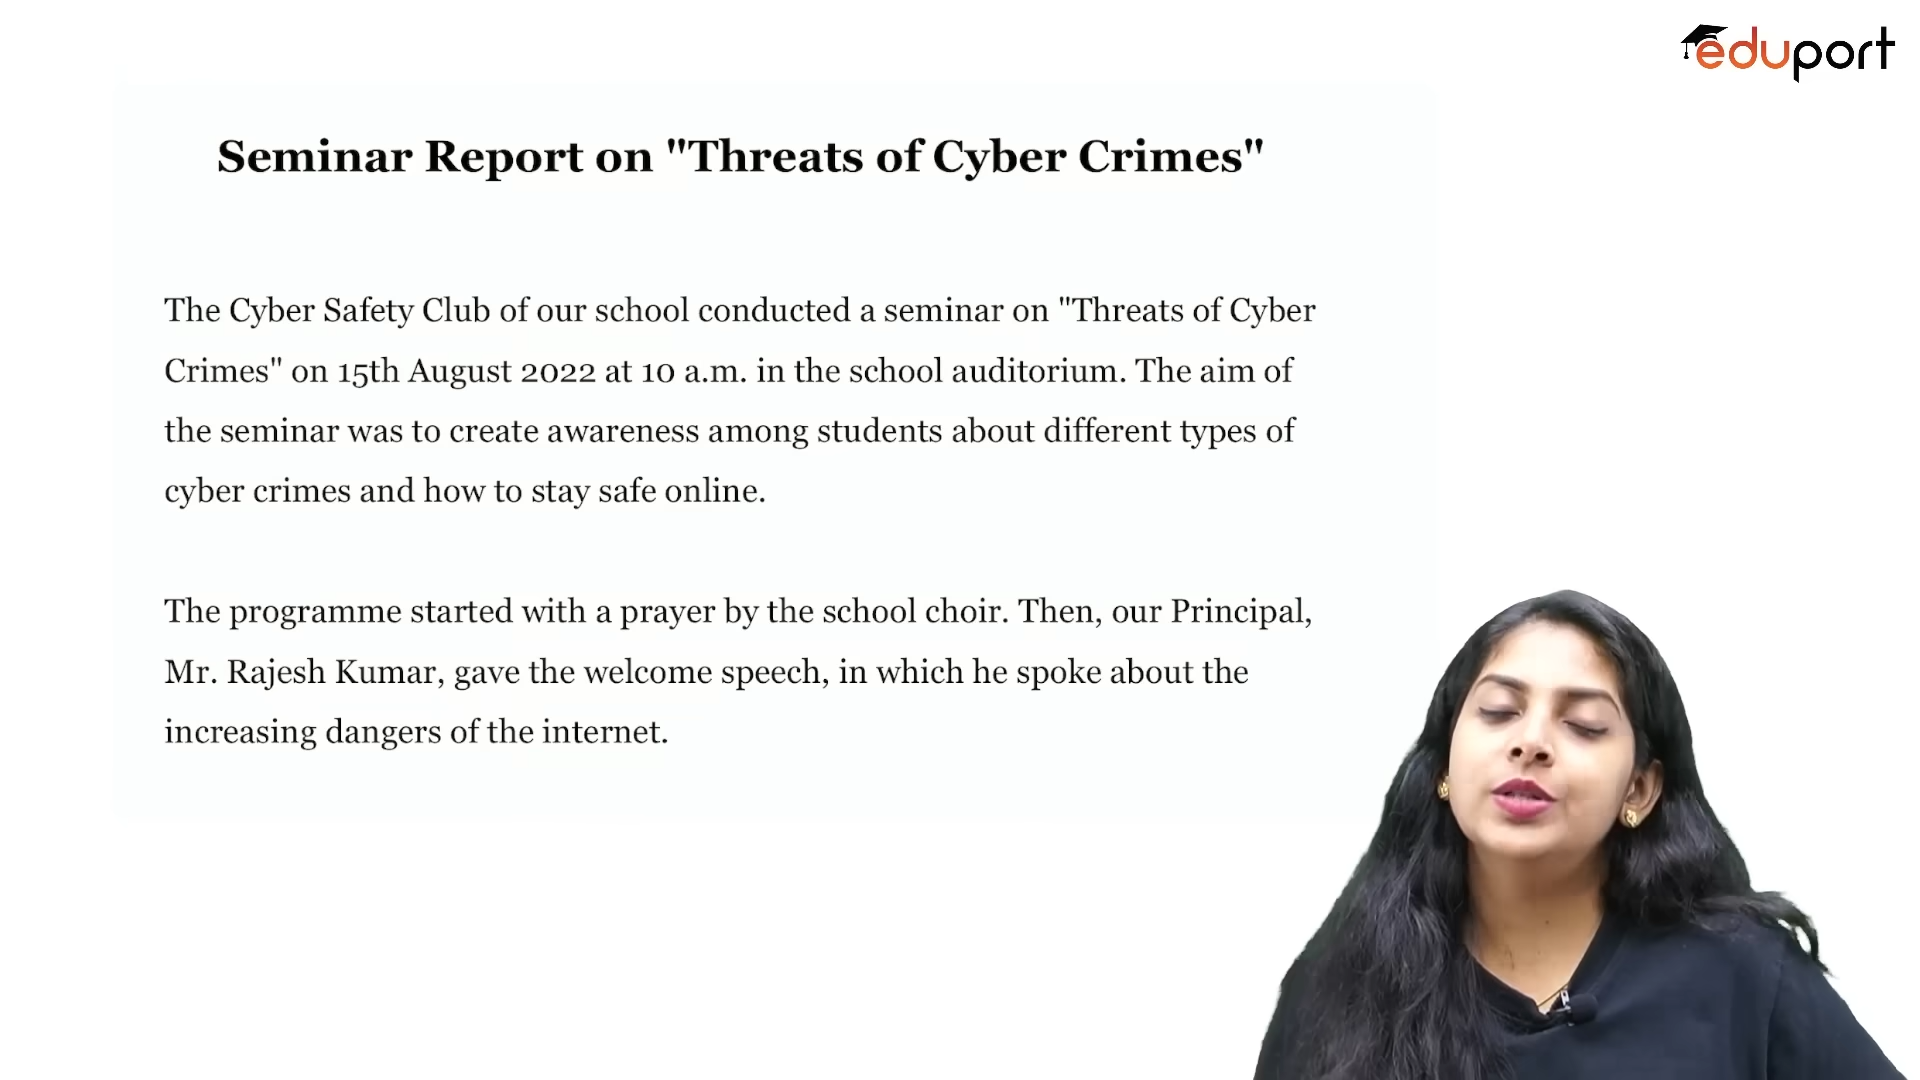 eduport
Seminar Report on "Threats of Cyber Crimes"
The Cyber Safety Club of our school conducted a seminar on "Threats of Cyber
Crimes" on 15th August 2022 at 10 a.m. in the school auditorium. The aim of
the seminar was to create awareness among students about different types of
cyber crimes and how to stay safe online.
The programme started with a prayer by the school choir. Then, our Principal,
Mr. Rajesh Kumar, gave the welcome speech, in which he spoke about the
increasing dangers of the internet.